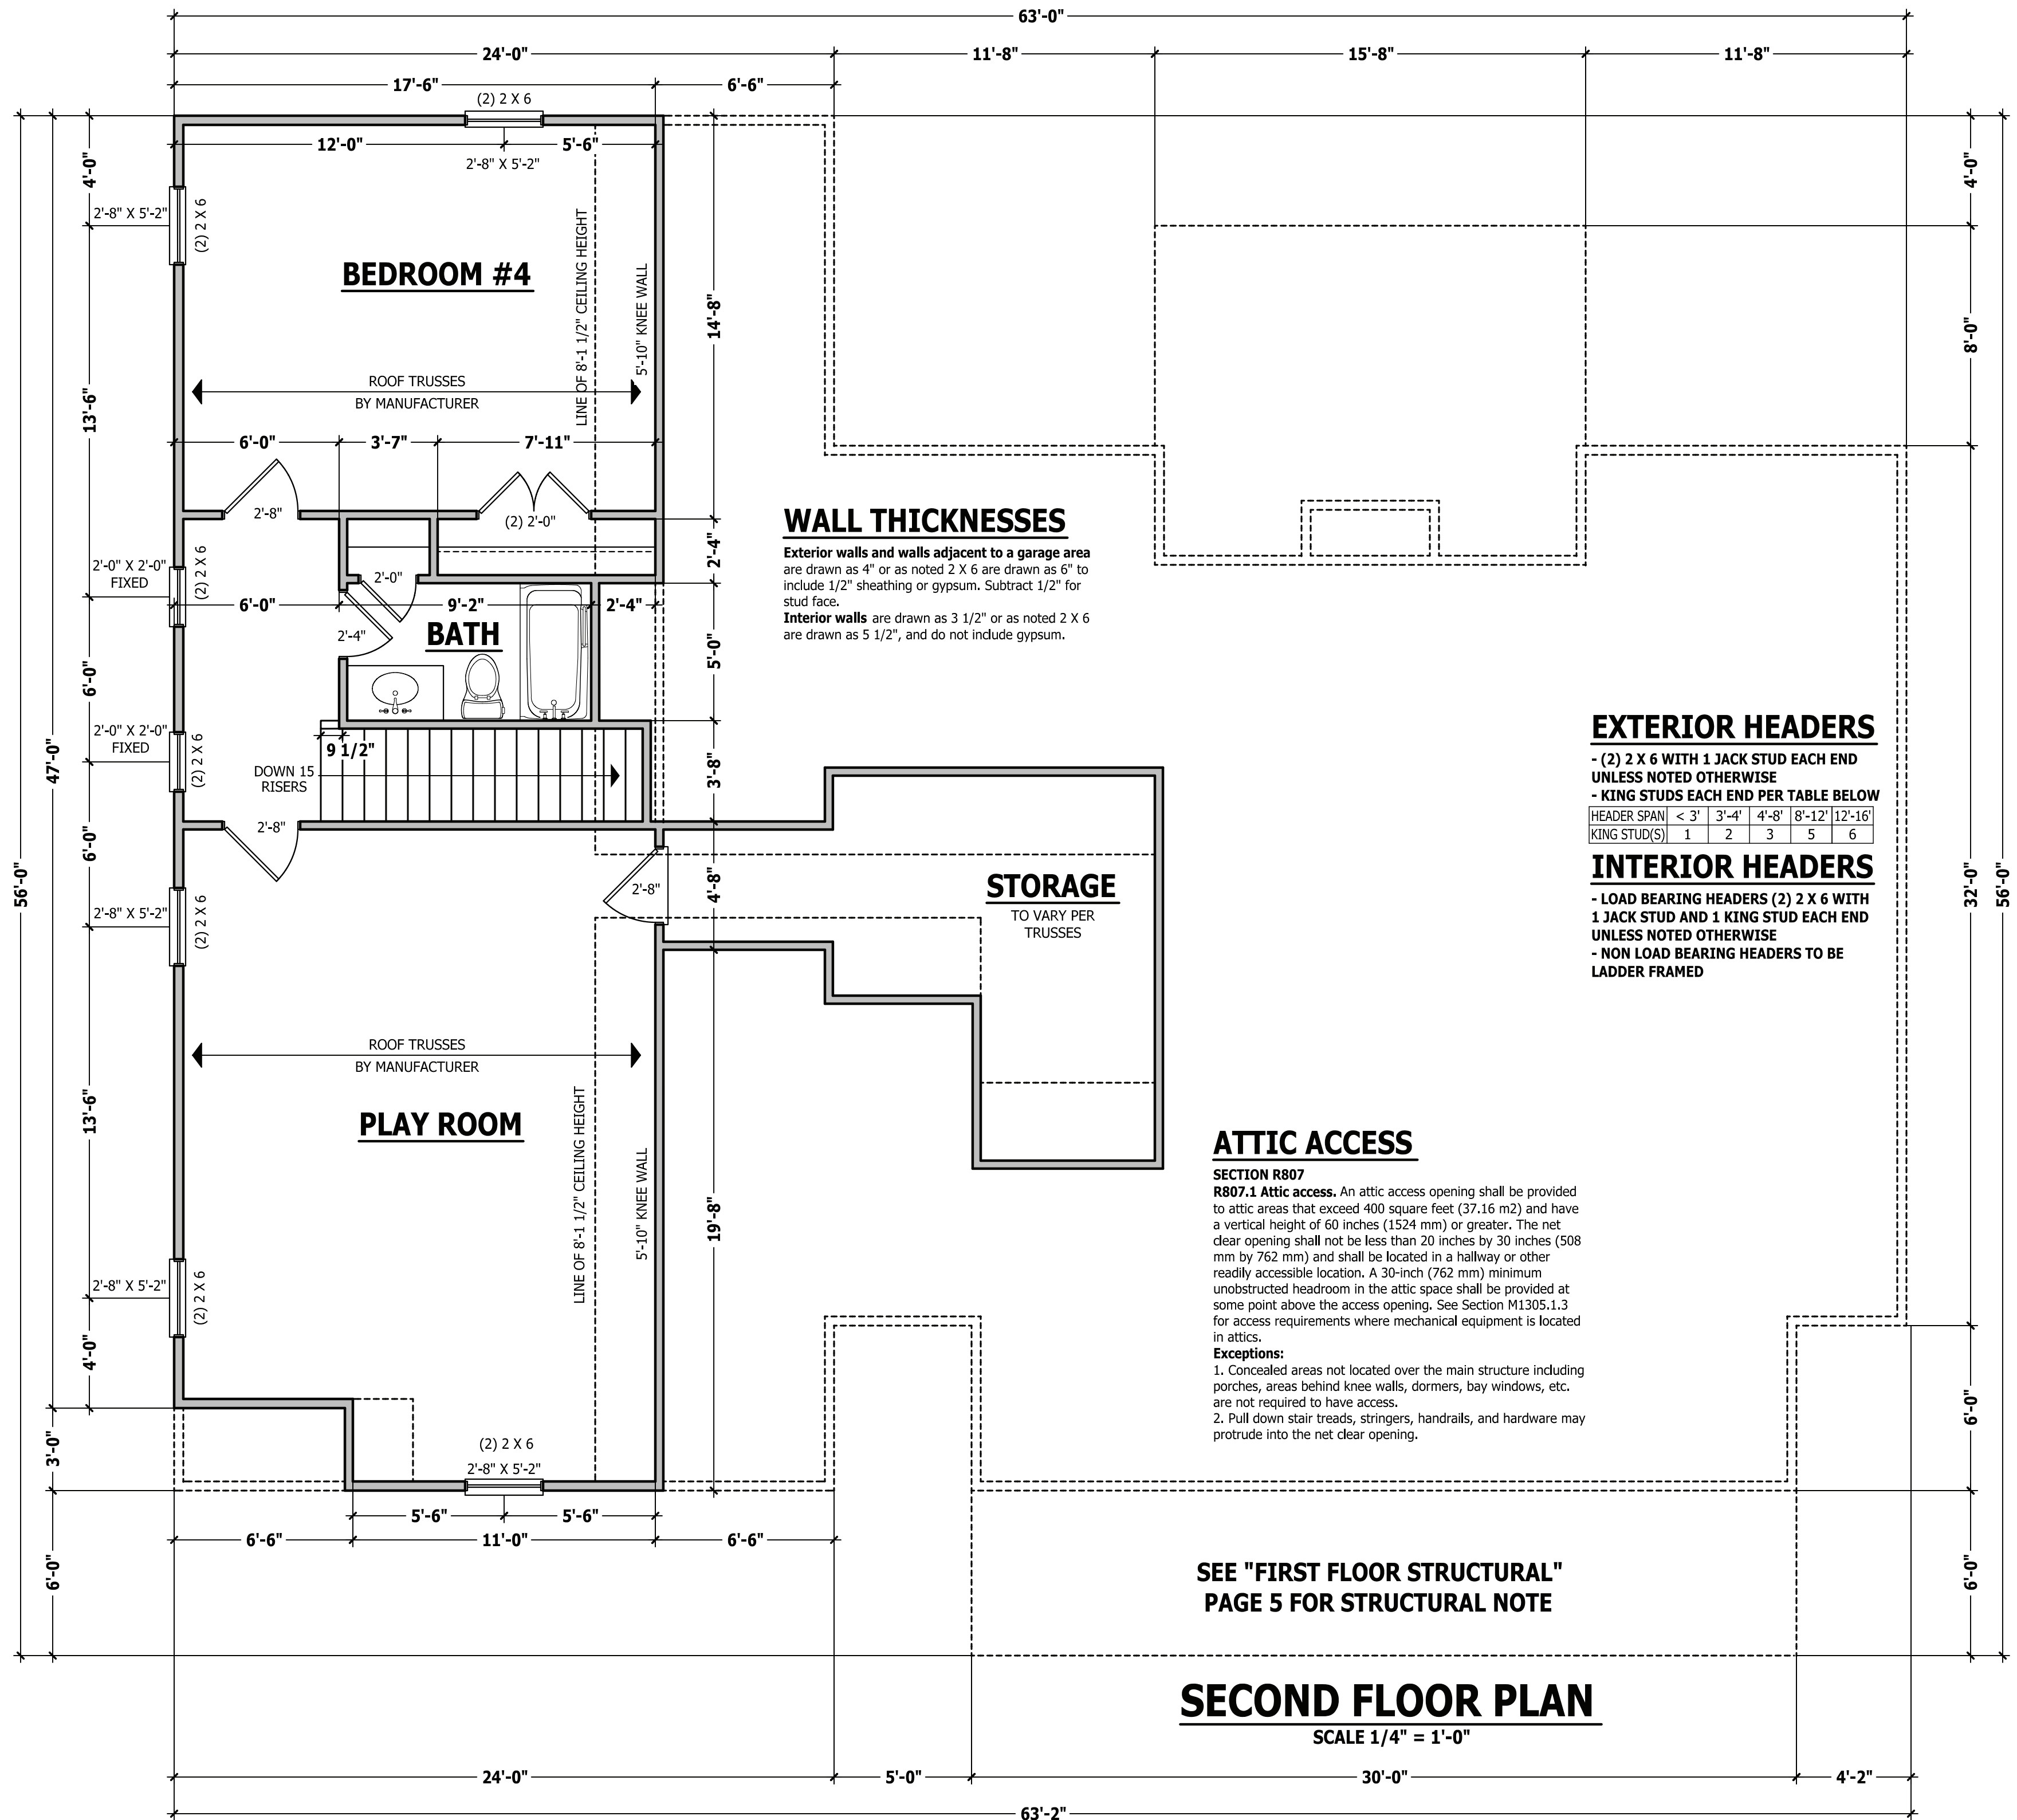 63'-0"
24'-0" 11'-8" 15'-8" 11'-8"
17'-6" 6'-6"
(2) 2 X 6
12'-0" 5'-6"
2'-8" X 5'-2"
4'-0"
2'-8" X 5'-2"
(2) 2 X 6
BEDROOM #4
LINE OF 8'-1 1/2" CEILING HEIGHT
5'-10" KNEE WALL
14'-8"
4'-0"
8'-0"
13'-6"
ROOF TRUSSES
BY MANUFACTURER
6'-0" 3'-7" 7'-11"
2'-8"
(2) 2'-0"
2'-4"
2'-0" X 2'-0"
FIXED
(2) 2 X 6
2'-0"
6'-0" 9'-2" 2'-4"
2'-4"
BATH
5'-0"
6'-0"
WALL THICKNESSES
Exterior walls and walls adjacent to a garage area
are drawn as 4" or as noted 2 X 6 are drawn as 6" to
include 1/2" sheathing or gypsum. Subtract 1/2" for
stud face.
Interior walls are drawn as 3 1/2" or as noted 2 X 6
are drawn as 5 1/2", and do not include gypsum.
2'-0" X 2'-0"
FIXED
(2) 2 X 6
9 1/2"
DOWN 15
RISERS
3'-8"
47'-0"
56'-0"
6'-0"
2'-8"
2'-8" X 5'-2"
(2) 2 X 6
2'-8"
4'-8"
STORAGE
TO VARY PER
TRUSSES
EXTERIOR HEADERS
- (2) 2 X 6 WITH 1 JACK STUD EACH END
UNLESS NOTED OTHERWISE
- KING STUDS EACH END PER TABLE BELOW
HEADER SPAN < 3' 3'-4' 4'-8' 8'-12' 12'-16'
KING STUD(S) 1 2 3 5 6
INTERIOR HEADERS
- LOAD BEARING HEADERS (2) 2 X 6 WITH
1 JACK STUD AND 1 KING STUD EACH END
UNLESS NOTED OTHERWISE
- NON LOAD BEARING HEADERS TO BE
LADDER FRAMED
32'-0"
56'-0"
ROOF TRUSSES
BY MANUFACTURER
13'-6"
PLAY ROOM
LINE OF 8'-1 1/2" CEILING HEIGHT
5'-10" KNEE WALL
19'-8"
2'-8" X 5'-2"
(2) 2 X 6
4'-0"
ATTIC ACCESS
SECTION R807
R807.1 Attic access. An attic access opening shall be provided
to attic areas that exceed 400 square feet (37.16 m2) and have
a vertical height of 60 inches (1524 mm) or greater. The net
clear opening shall not be less than 20 inches by 30 inches (508
mm by 762 mm) and shall be located in a hallway or other
readily accessible location. A 30-inch (762 mm) minimum
unobstructed headroom in the attic space shall be provided at
some point above the access opening. See Section M1305.1.3
for access requirements where mechanical equipment is located
in attics.
Exceptions:
1. Concealed areas not located over the main structure including
porches, areas behind knee walls, dormers, bay windows, etc.
are not required to have access.
2. Pull down stair treads, stringers, handrails, and hardware may
protrude into the net clear opening.
3'-0"
(2) 2 X 6
2'-8" X 5'-2"
6'-0"
5'-6" 5'-6"
6'-6" 11'-0" 6'-6"
6'-0"
6'-0"
SEE "FIRST FLOOR STRUCTURAL"
PAGE 5 FOR STRUCTURAL NOTE
SECOND FLOOR PLAN
SCALE 1/4" = 1'-0"
24'-0" 5'-0" 30'-0" 4'-2"
63'-2"